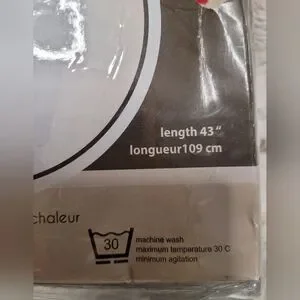 length 43“
longueur109 cm
chaleur
30
machine wash
maximum temperature 30 C
minimum agitation